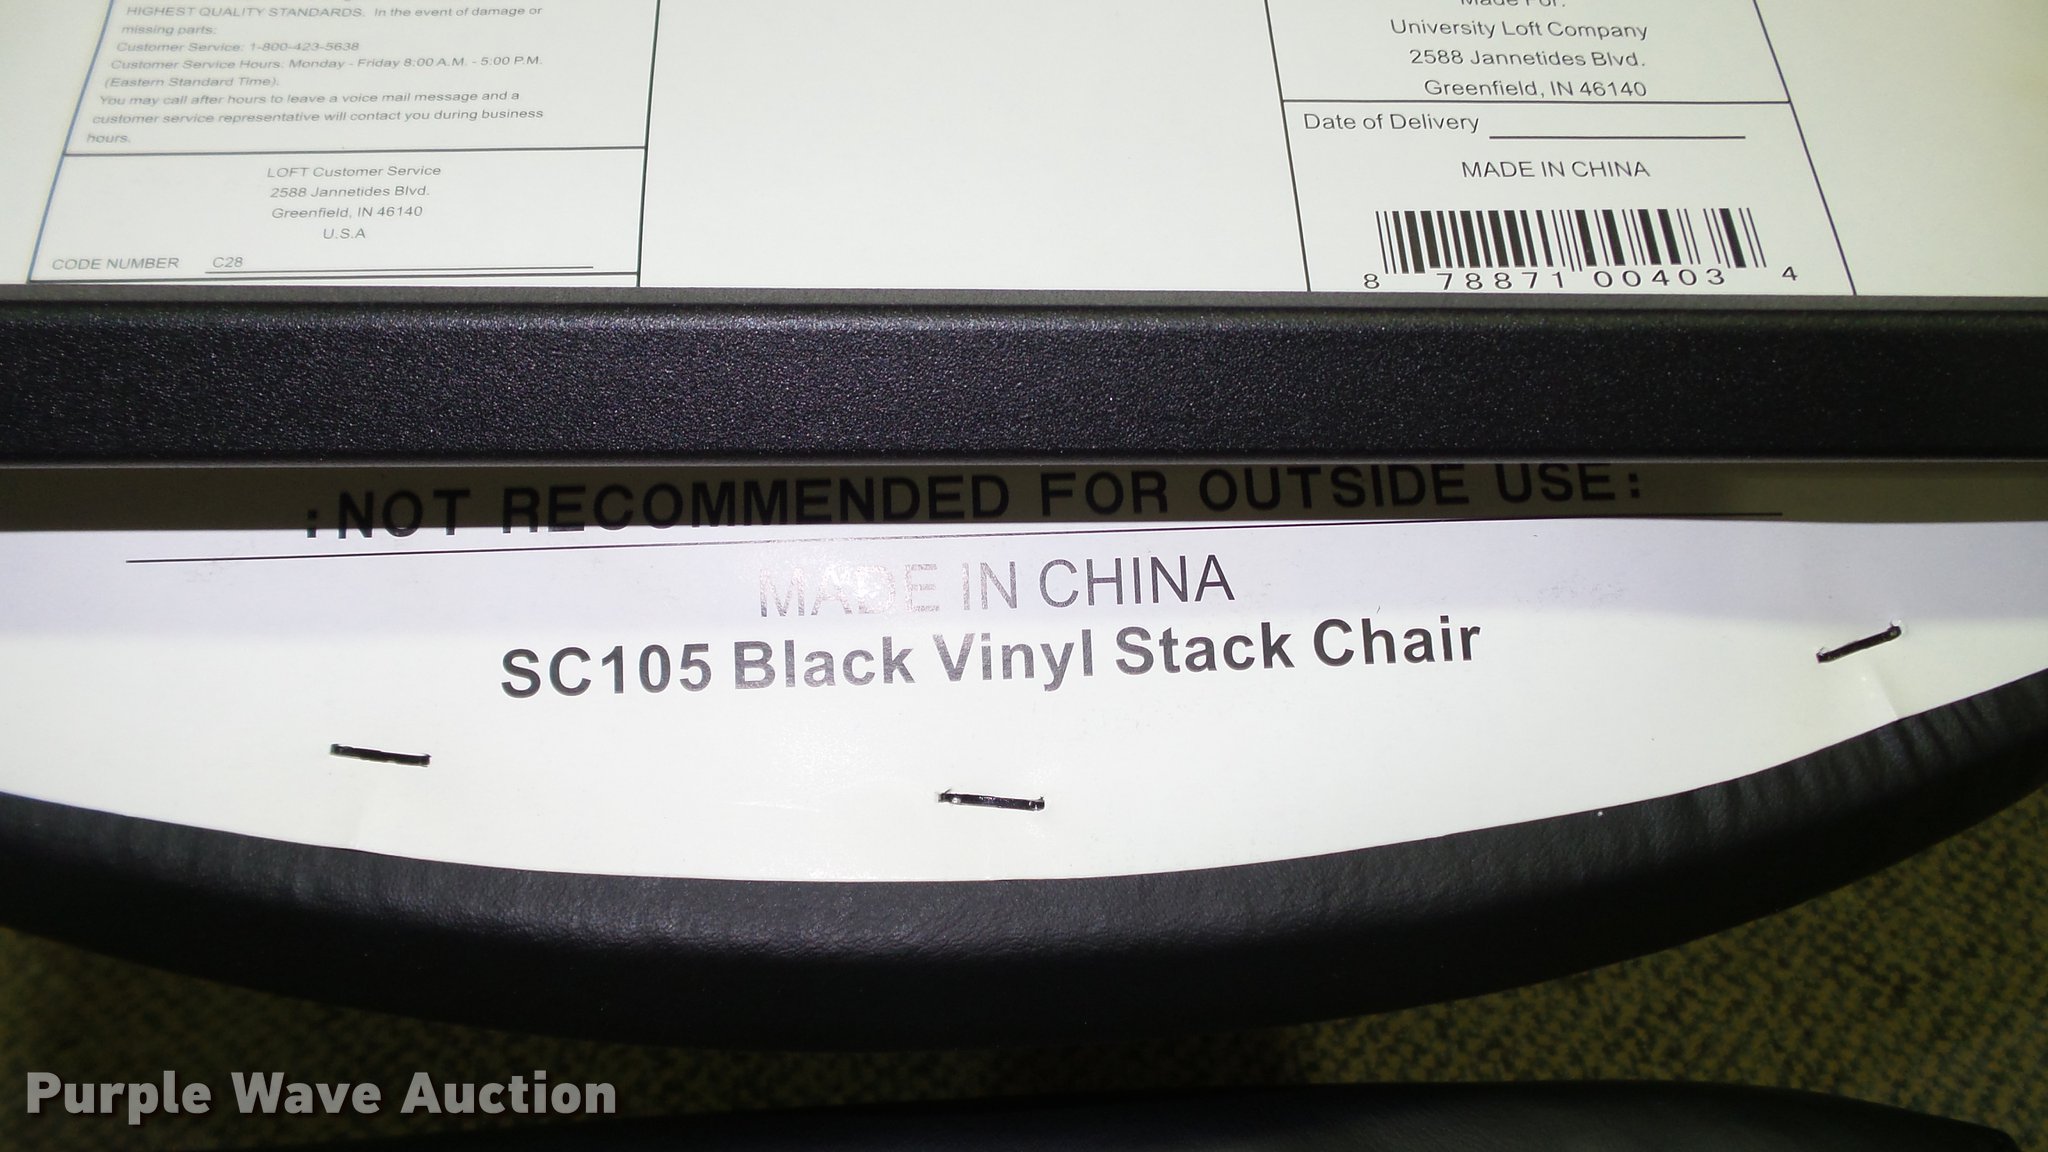 HIGHEST QUALITY STANDARDS. In the event of damage or
missing parts:
Customer Service: 1-800-423-5638
Customer Service Hours: Monday - Friday 8:00 A.M. - 5:00 P.M.
(Eastern Standard Time).
You may call after hours to leave a voice mail message and a
customer service representative will contact you during business
hours.
LOFT Customer Service
2588 Jannetides Blvd.
Greenfield, IN 46140
U.S.A
CODE NUMBER C28
Made For:
University Loft Company
2588 Jannetides Blvd.
Greenfield, IN 46140
Date of Delivery
MADE IN CHINA
8 78871 00403 4
:NOT RECOMMENDED FOR OUTSIDE USE:
MADE IN CHINA
SC105 Black Vinyl Stack Chair
Purple Wave Auction